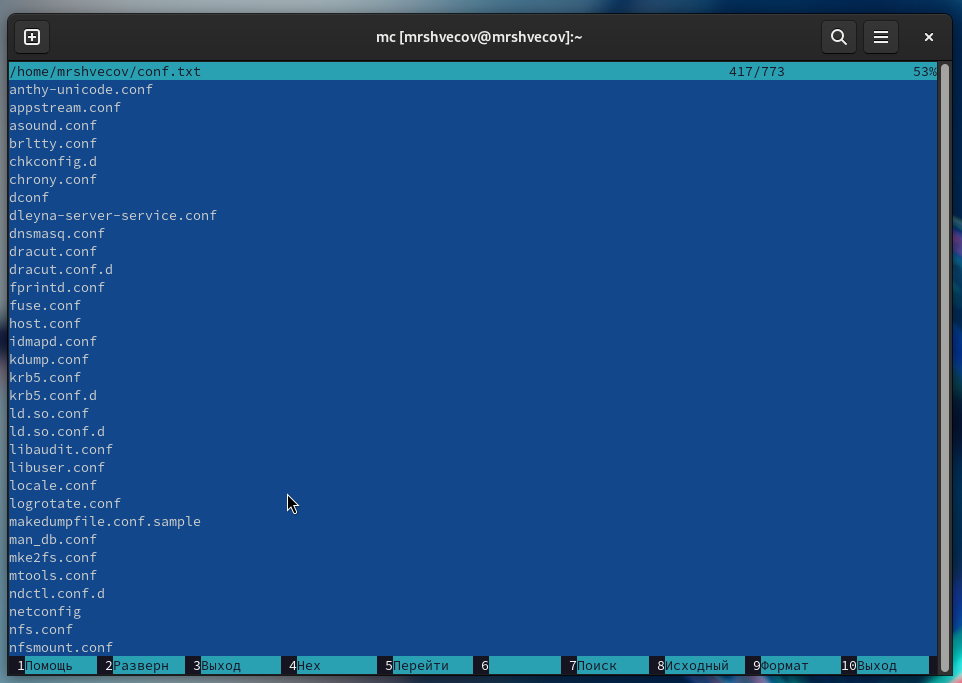 mc [mrshvecov@mrshvecov]:~
/home/mrshvecov/conf.txt 417/773 53%
anthy-unicode.conf
appstream.conf
asound.conf
brltty.conf
chkconfig.d
chrony.conf
dconf
dleyna-server-service.conf
dnsmasq.conf
dracut.conf
dracut.conf.d
fprintd.conf
fuse.conf
host.conf
idmapd.conf
kdump.conf
krb5.conf
krb5.conf.d
ld.so.conf
ld.so.conf.d
libaudit.conf
libuser.conf
locale.conf
logrotate.conf
makedumpfile.conf.sample
man_db.conf
mke2fs.conf
mtools.conf
ndctl.conf.d
netconfig
nfs.conf
nfsmount.conf
1Помощь 2Разверн 3Выход 4Hex 5Перейти 6 7Поиск 8Исходный 9Формат 10Выход